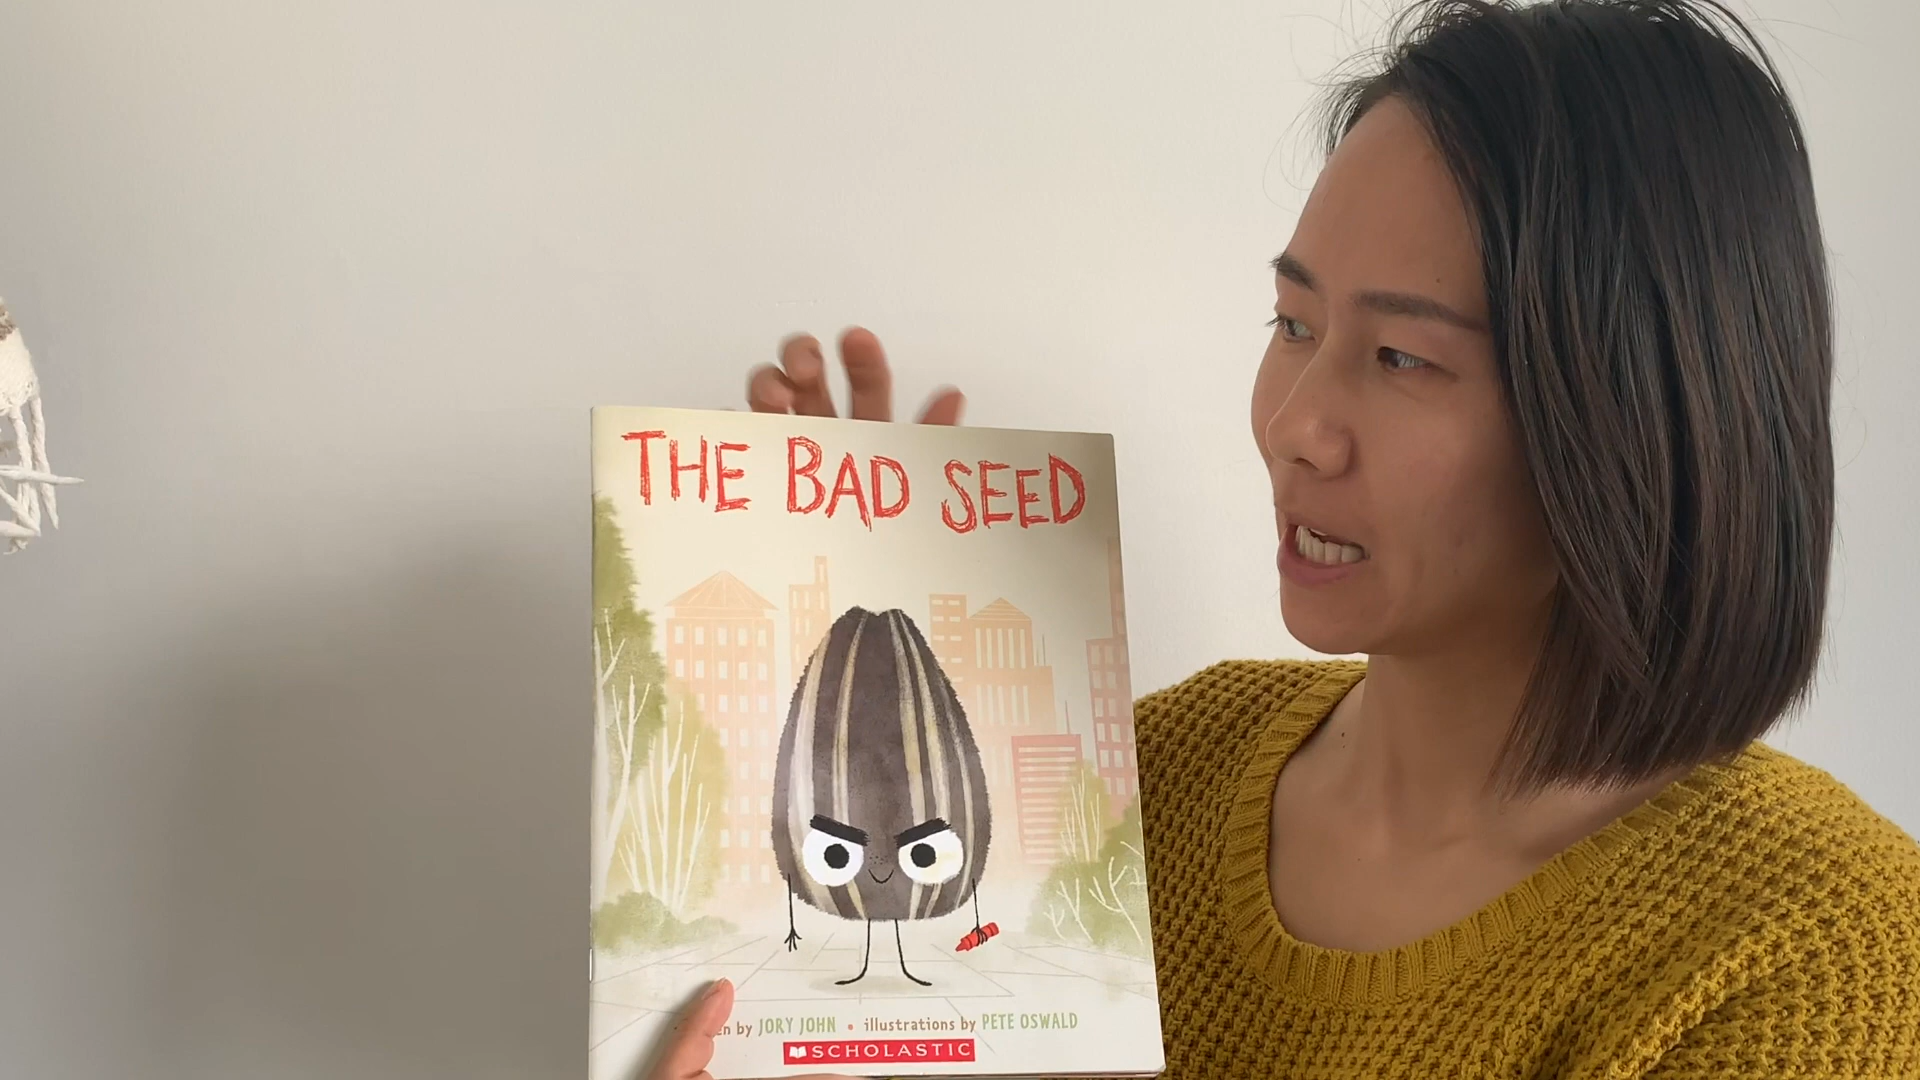 THE BAD SEED
en by JORY JOHN • illustrations by PETE OSWALD
SCHOLASTIC